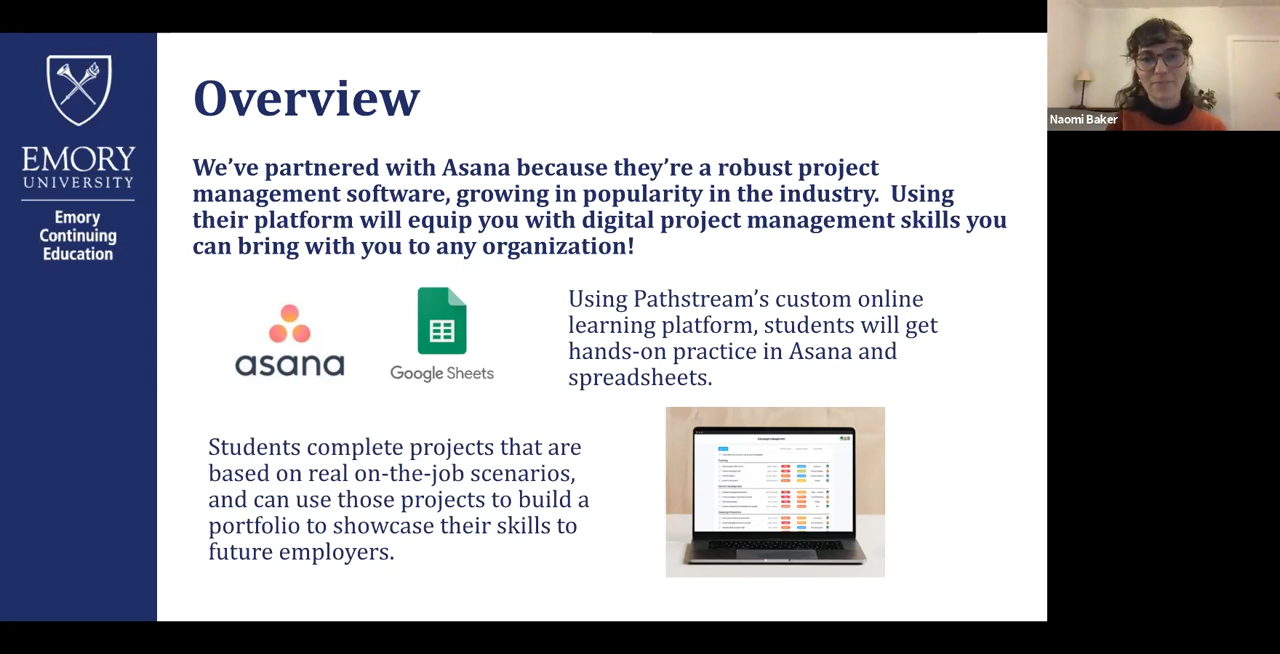 EMORY
UNIVERSITY
Emory
Continuing
Education
Overview
We’ve partnered with Asana because they’re a robust project
management software, growing in popularity in the industry.  Using
their platform will equip you with digital project management skills you
can bring with you to any organization!
asana
Google Sheets
Using Pathstream’s custom online
learning platform, students will get
hands-on practice in Asana and
spreadsheets.
Students complete projects that are
based on real on-the-job scenarios,
and can use those projects to build a
portfolio to showcase their skills to
future employers.
Naomi Baker